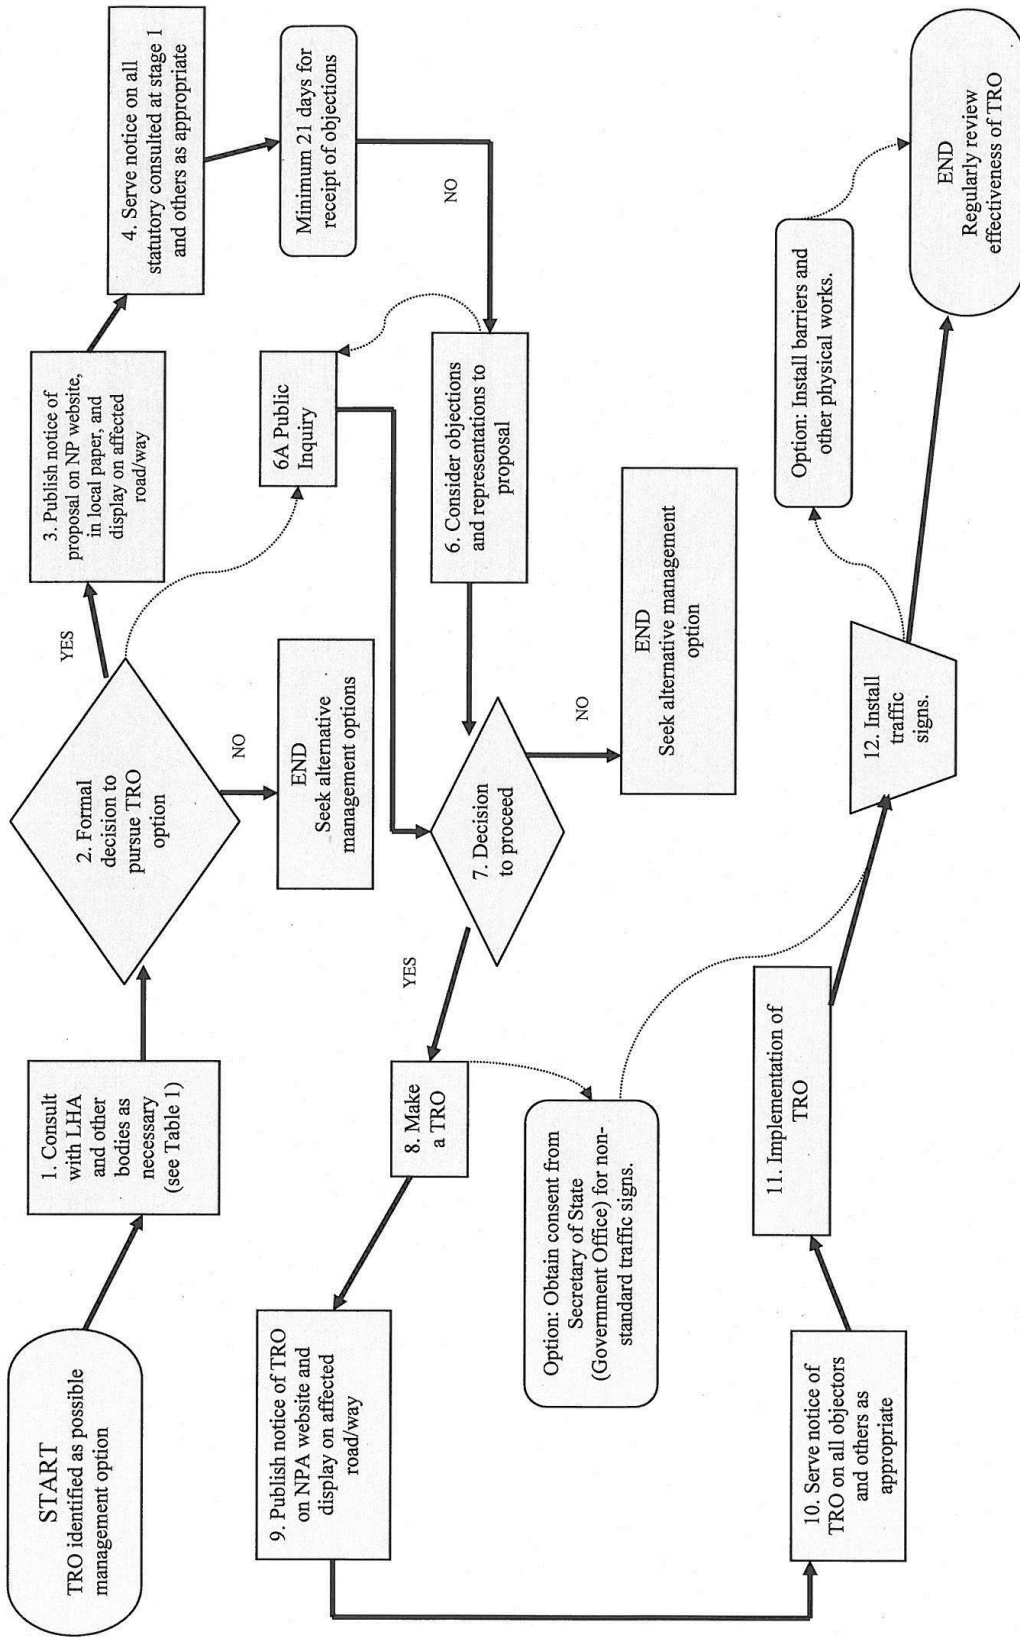 START
TRO identified as possible
management option
1. Consult
with LHA
and other
bodies as
necessary
(see Table 1)
2. Formal
decision to
pursue TRO
option
YES
NO
END
Seek alternative
management options
3. Publish notice of
proposal on NP website,
in local paper, and
display on affected
road/way
4. Serve notice on all
statutory consulted at stage 1
and others as appropriate
Minimum 21 days for
receipt of objections
NO
6A Public
Inquiry
6. Consider objections
and representations to
proposal
7. Decision
to proceed
YES
NO
END
Seek alternative management
option
8. Make
a TRO
Option: Obtain consent from
Secretary of State
(Government Office) for non-
standard traffic signs.
9. Publish notice of TRO
on NPA website and
display on affected
road/way
10. Serve notice of
TRO on all objectors
and others as
appropriate
11. Implementation of
TRO
12. Install
traffic
signs.
Option: Install barriers and
other physical works.
END
Regularly review
effectiveness of TRO